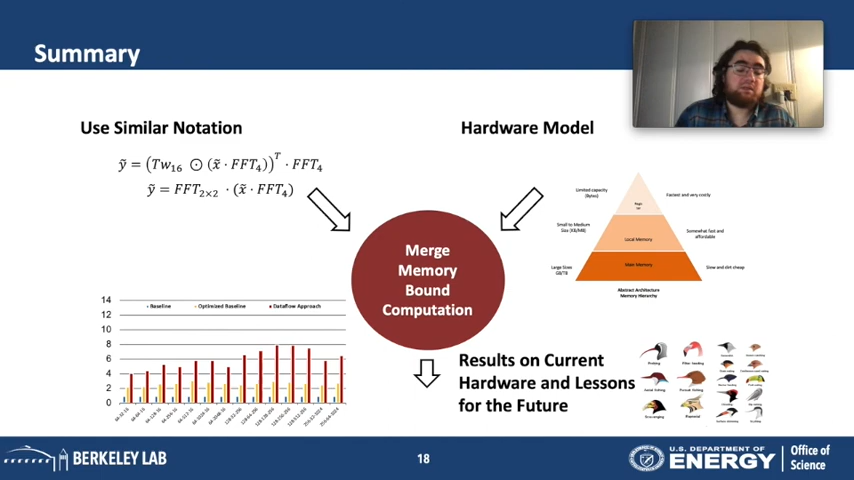 Summary
Use Similar Notation
ỹ = (Tw₁₆ ⊙ (x̃ · FFT₄))ᵀ · FFT₄
ỹ = FFT₂ₓ₂ · (x̃ · FFT₄)
Hardware Model
Limited capacity
(Bytes)
Fastest and very costly
Small to Medium
Size (KB/MB)
Local Memory
Somewhat fast and
affordable
Large Sizes
GB/TB
Main Memory
Slow and dirt cheap
Abstract Architecture
Memory Hierarchy
Merge
Memory
Bound
Computation
Baseline Optimized Baseline Dataflow Approach
14
12
10
8
6
4
2
0
Results on Current
Hardware and Lessons
for the Future
BERKELEY LAB
18
U.S. DEPARTMENT OF
ENERGY
Office of
Science